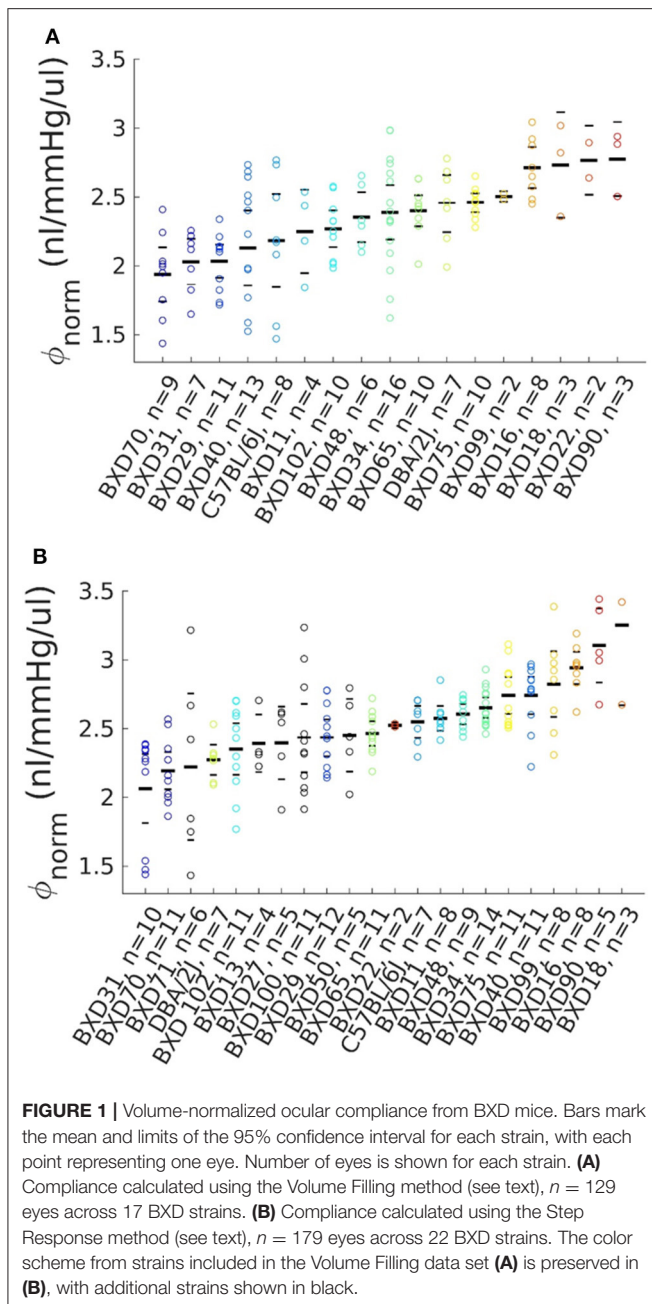 A
3.5
3
2.5
2
1.5
ϕnorm (nl/mmHg/ul)
BXD70, n=9
BXD31, n=7
BXD29, n=11
BXD40, n=13
C57BL/6J, n=8
BXD11, n=4
BXD102, n=10
BXD48, n=6
BXD34, n=16
BXD65, n=10
DBA/2J, n=7
BXD75, n=10
BXD99, n=2
BXD16, n=8
BXD18, n=3
BXD22, n=2
BXD90, n=3
B
3.5
3
2.5
2
1.5
ϕnorm (nl/mmHg/ul)
BXD31, n=10
BXD70, n=11
BXD71, n=6
DBA/2J, n=7
BXD 102, n=11
BXD13, n=4
BXD27, n=5
BXD100, n=11
BXD29, n=12
BXD50, n=5
BXD65, n=11
BXD22, n=2
C57BL/6J, n=7
BXD11, n=8
BXD48, n=9
BXD34, n=14
BXD75, n=11
BXD40, n=11
BXD99, n=8
BXD16, n=8
BXD90, n=5
BXD18, n=3
FIGURE 1 | Volume-normalized ocular compliance from BXD mice. Bars mark
the mean and limits of the 95% confidence interval for each strain, with each
point representing one eye. Number of eyes is shown for each strain. (A)
Compliance calculated using the Volume Filling method (see text), n = 129
eyes across 17 BXD strains. (B) Compliance calculated using the Step
Response method (see text), n = 179 eyes across 22 BXD strains. The color
scheme from strains included in the Volume Filling data set (A) is preserved in
(B), with additional strains shown in black.